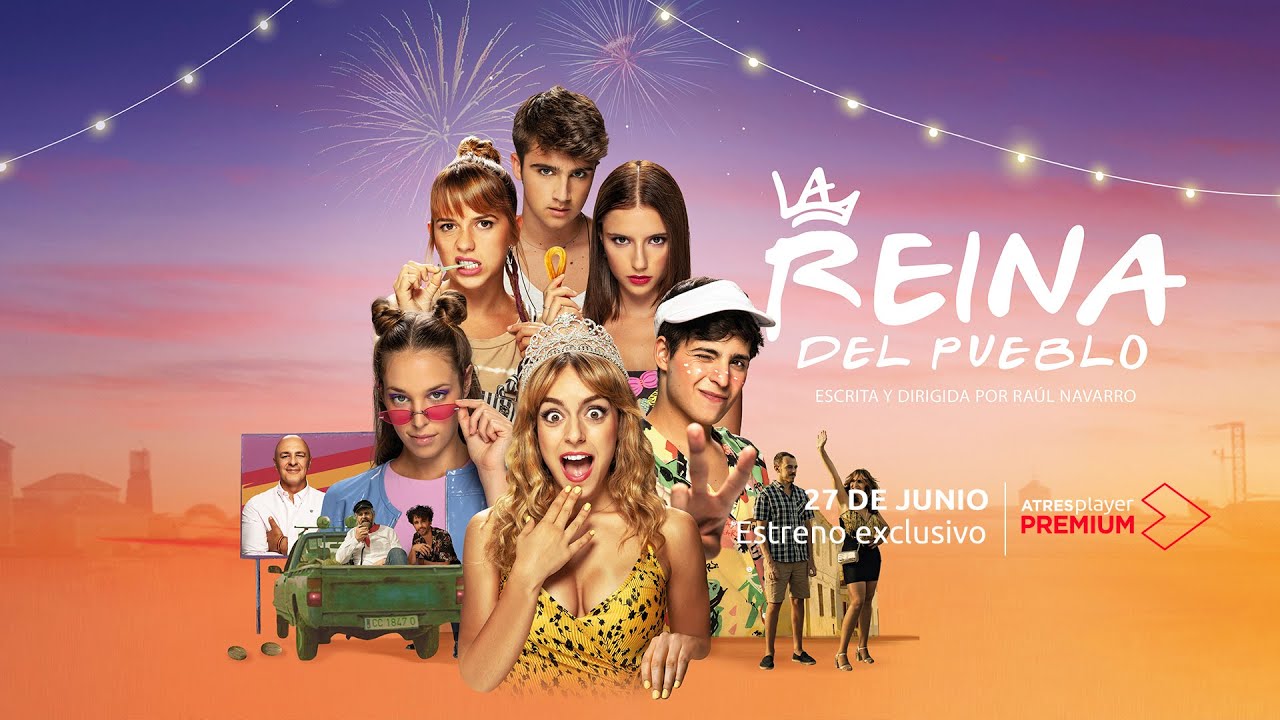 LA
REINA
DEL PUEBLO
ESCRITA Y DIRIGIDA POR RAÚL NAVARRO
27 DE JUNIO
Estreno exclusivo
ATRESplayer
PREMIUM
CC 1847 O